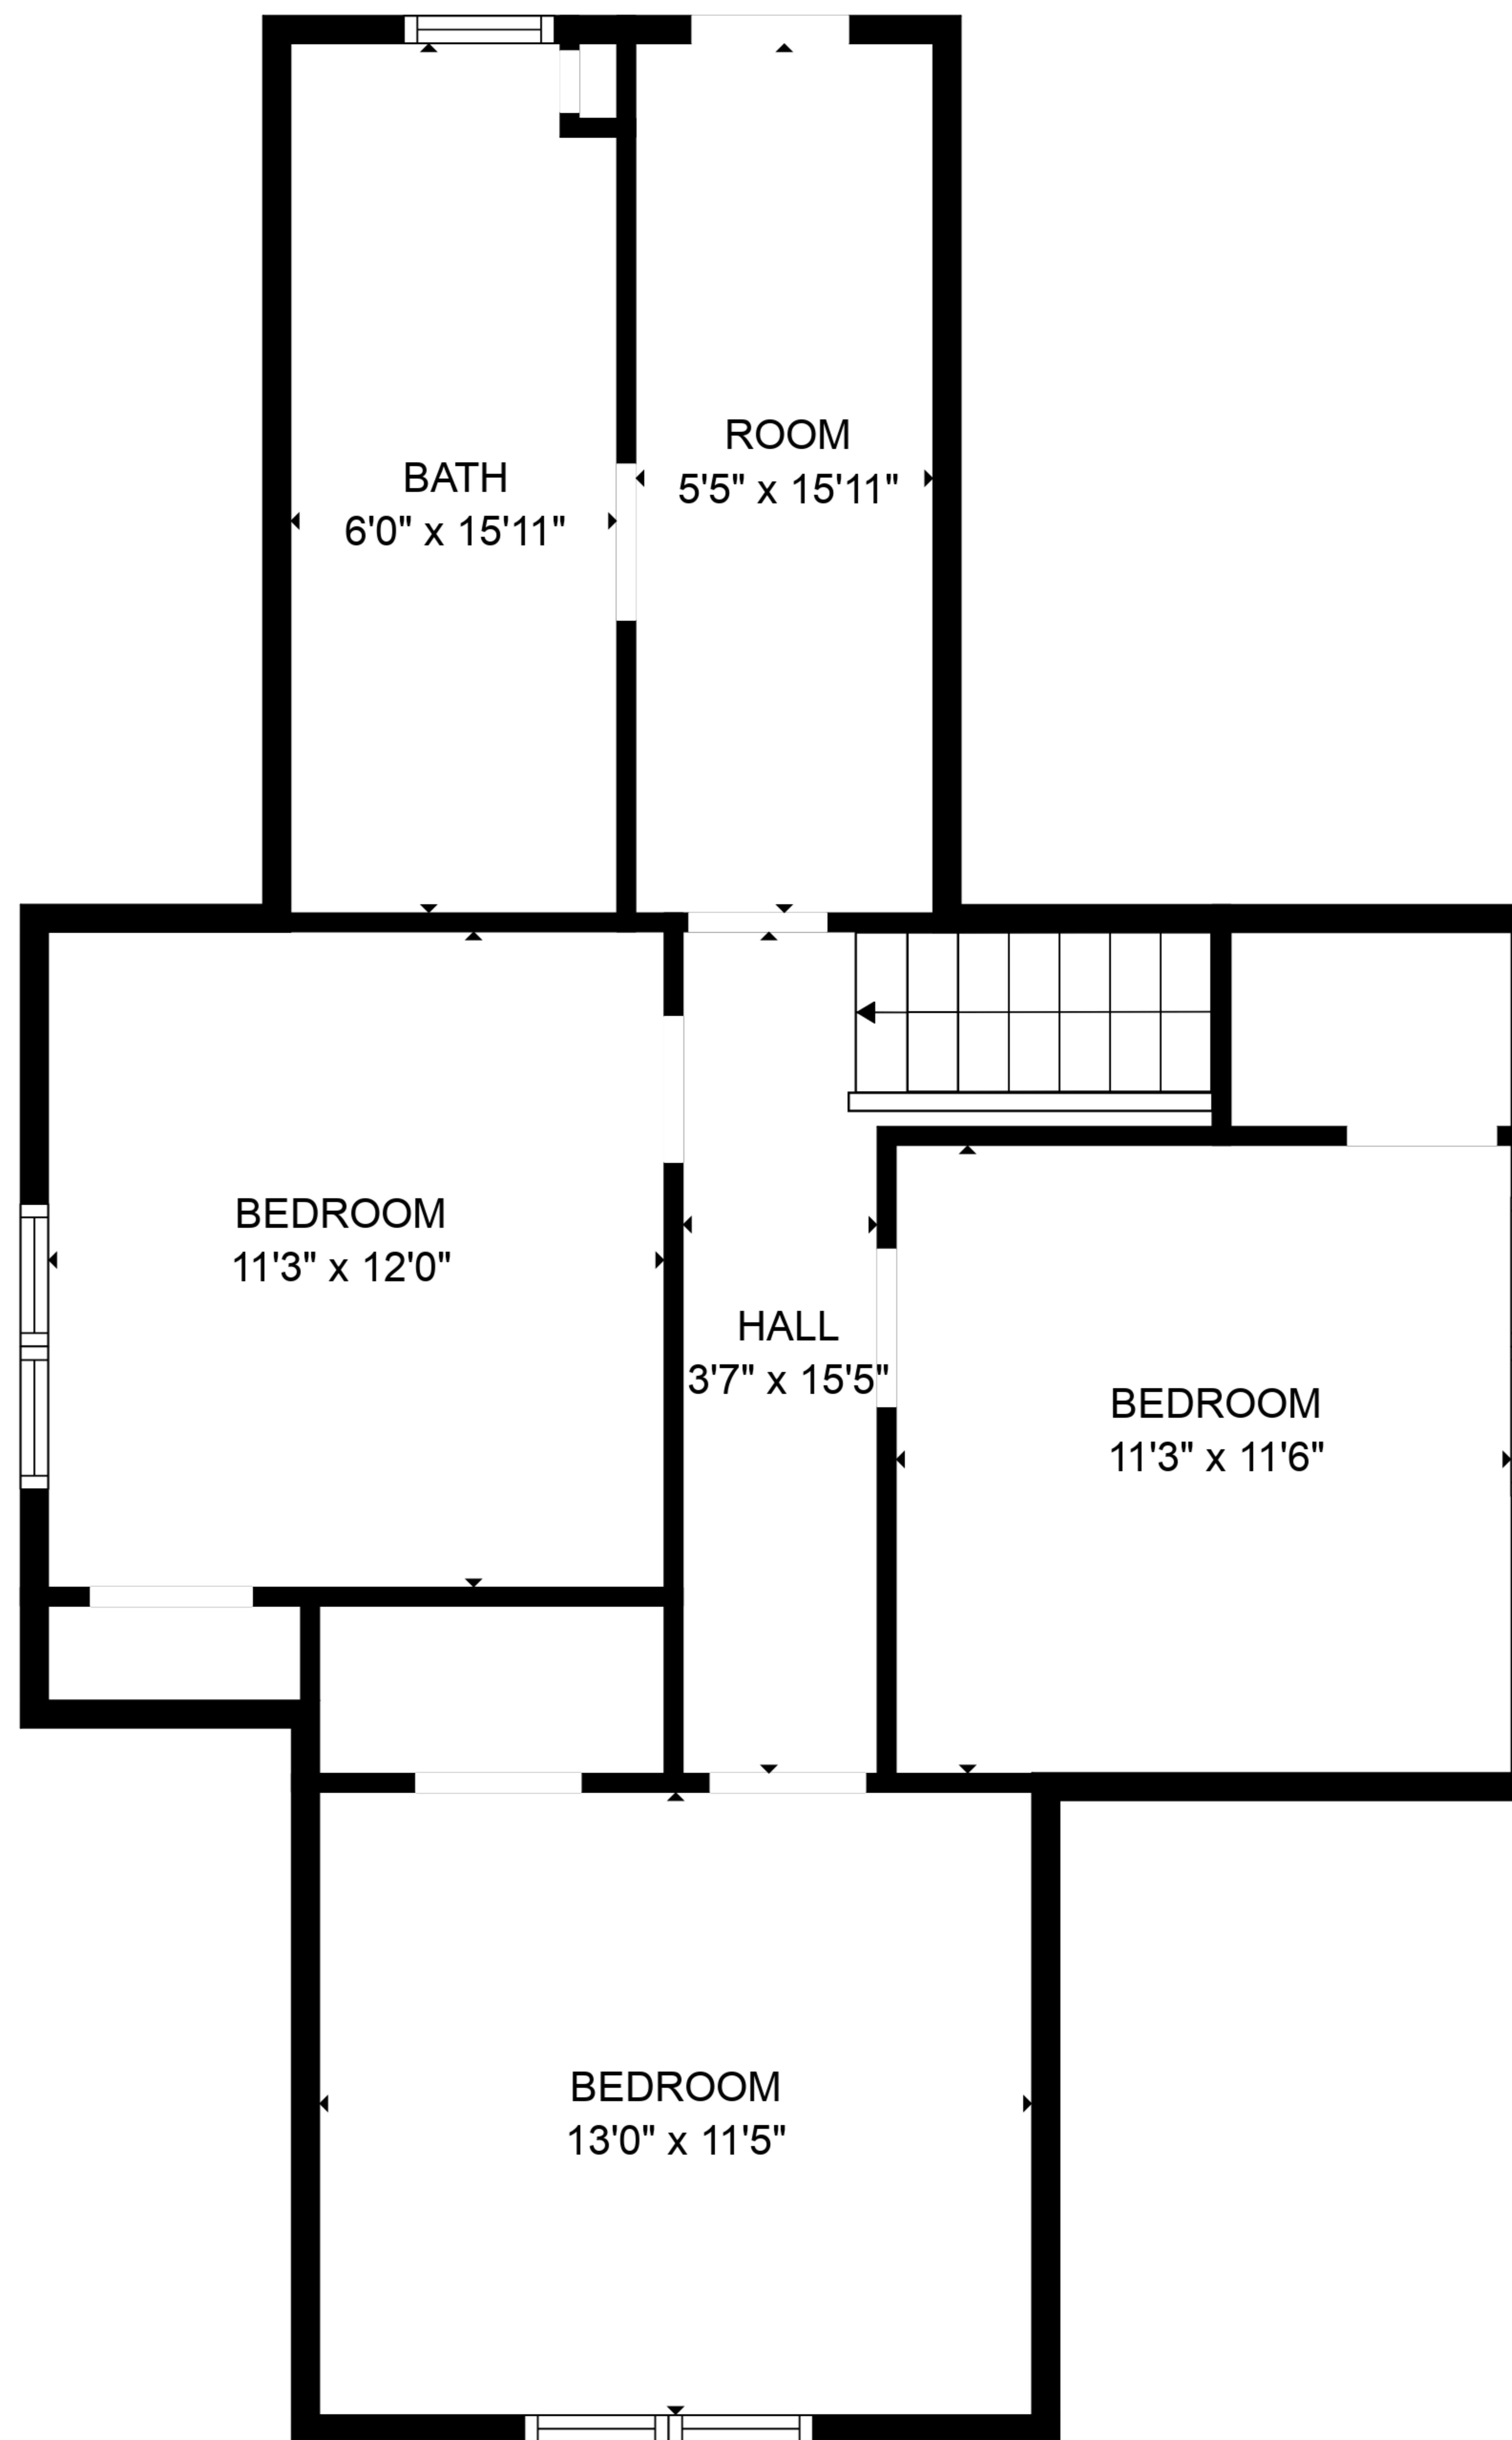 ROOM
5'5" x 15'11"
BATH
6'0" x 15'11"
BEDROOM
11'3" x 12'0"
HALL
3'7" x 15'5"
BEDROOM
11'3" x 11'6"
BEDROOM
13'0" x 11'5"